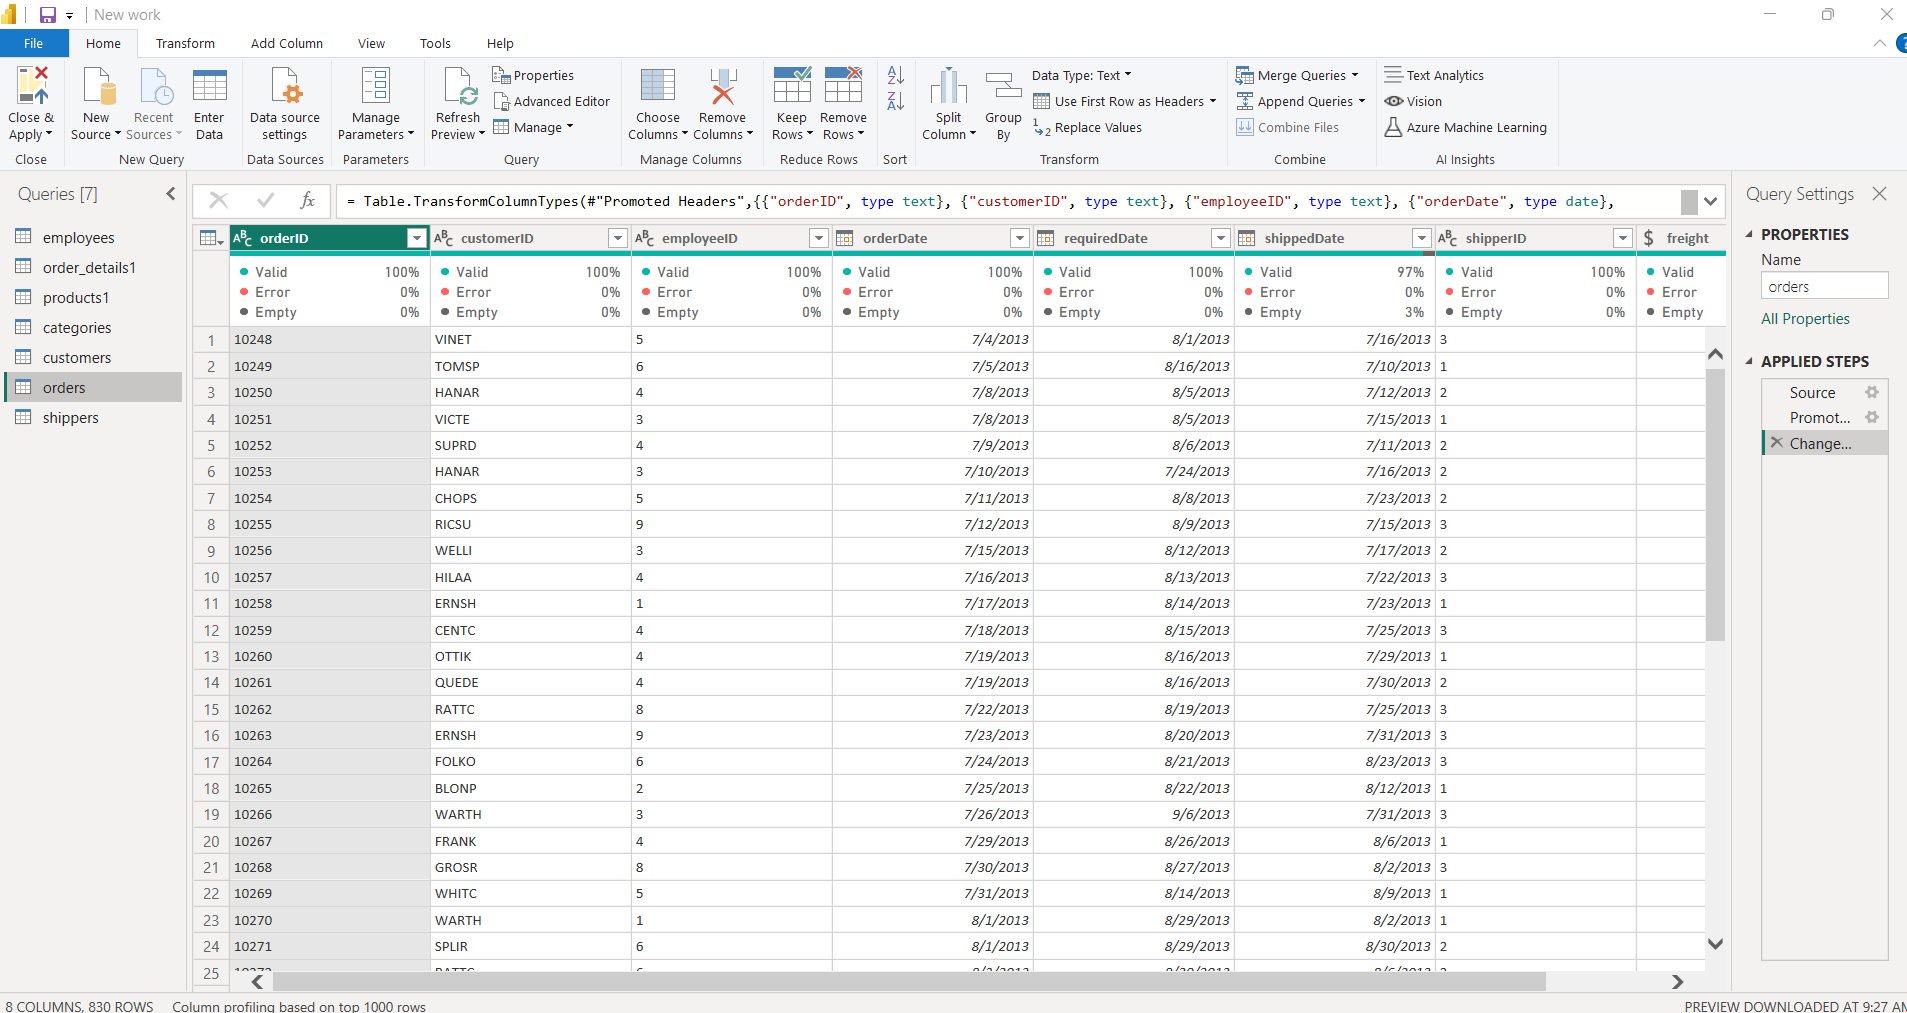 New work
File Home Transform Add Column View Tools Help
Close & Apply New Source Recent Sources Enter Data Data source settings Manage Parameters Refresh Preview Properties Advanced Editor Manage Choose Columns Remove Columns Keep Rows Remove Rows Split Column Group By Data Type: Text Use First Row as Headers Replace Values Merge Queries Append Queries Combine Files Text Analytics Vision Azure Machine Learning
Close New Query Data Sources Parameters Query Manage Columns Reduce Rows Sort Transform Combine AI Insights
Queries [7]
employees
order_details1
products1
categories
customers
orders
shippers
fx = Table.TransformColumnTypes(#"Promoted Headers",{{"orderID", type text}, {"customerID", type text}, {"employeeID", type text}, {"orderDate", type date},
orderID customerID employeeID orderDate requiredDate shippedDate shipperID $ freight
Valid 100% Valid 100% Valid 100% Valid 100% Valid 100% Valid 97% Valid 100% Valid
Error 0% Error 0% Error 0% Error 0% Error 0% Error 0% Error 0% Error
Empty 0% Empty 0% Empty 0% Empty 0% Empty 0% Empty 3% Empty 0% Empty
1 10248 VINET 5 7/4/2013 8/1/2013 7/16/2013 3
2 10249 TOMSP 6 7/5/2013 8/16/2013 7/10/2013 1
3 10250 HANAR 4 7/8/2013 8/5/2013 7/12/2013 2
4 10251 VICTE 3 7/8/2013 8/5/2013 7/15/2013 1
5 10252 SUPRD 4 7/9/2013 8/6/2013 7/11/2013 2
6 10253 HANAR 3 7/10/2013 7/24/2013 7/16/2013 2
7 10254 CHOPS 5 7/11/2013 8/8/2013 7/23/2013 2
8 10255 RICSU 9 7/12/2013 8/9/2013 7/15/2013 3
9 10256 WELLI 3 7/15/2013 8/12/2013 7/17/2013 2
10 10257 HILAA 4 7/16/2013 8/13/2013 7/22/2013 3
11 10258 ERNSH 1 7/17/2013 8/14/2013 7/23/2013 1
12 10259 CENTC 4 7/18/2013 8/15/2013 7/25/2013 3
13 10260 OTTIK 4 7/19/2013 8/16/2013 7/29/2013 1
14 10261 QUEDE 4 7/19/2013 8/16/2013 7/30/2013 2
15 10262 RATTC 8 7/22/2013 8/19/2013 7/25/2013 3
16 10263 ERNSH 9 7/23/2013 8/20/2013 7/31/2013 3
17 10264 FOLKO 6 7/24/2013 8/21/2013 8/23/2013 3
18 10265 BLONP 2 7/25/2013 8/22/2013 8/12/2013 1
19 10266 WARTH 3 7/26/2013 9/6/2013 7/31/2013 3
20 10267 FRANK 4 7/29/2013 8/26/2013 8/6/2013 1
21 10268 GROSR 8 7/30/2013 8/27/2013 8/2/2013 3
22 10269 WHITC 5 7/31/2013 8/14/2013 8/9/2013 1
23 10270 WARTH 1 8/1/2013 8/29/2013 8/2/2013 1
24 10271 SPLIR 6 8/1/2013 8/29/2013 8/30/2013 2
25
Query Settings
PROPERTIES
Name
orders
All Properties
APPLIED STEPS
Source
Promot...
Change...
8 COLUMNS, 830 ROWS Column profiling based on top 1000 rows PREVIEW DOWNLOADED AT 9:27 AM